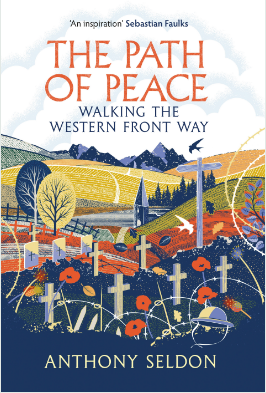 'An inspiration' Sebastian Faulks
THE PATH
OF PEACE
WALKING THE
WESTERN FRONT WAY
ANTHONY SELDON